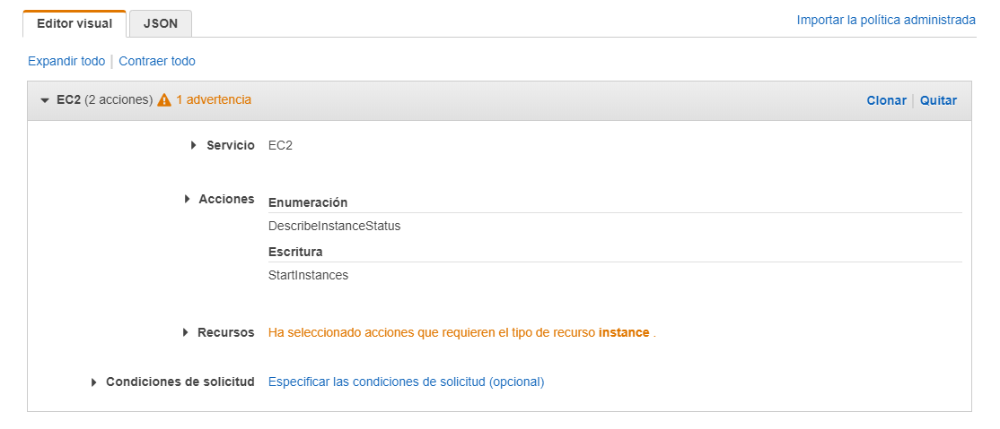 Editor visual
JSON
Importar la política administrada
Expandir todo | Contraer todo
EC2 (2 acciones) 1 advertencia
Clonar | Quitar
Servicio EC2
Acciones
Enumeración
DescribeInstanceStatus
Escritura
StartInstances
Recursos Ha seleccionado acciones que requieren el tipo de recurso instance .
Condiciones de solicitud Especificar las condiciones de solicitud (opcional)